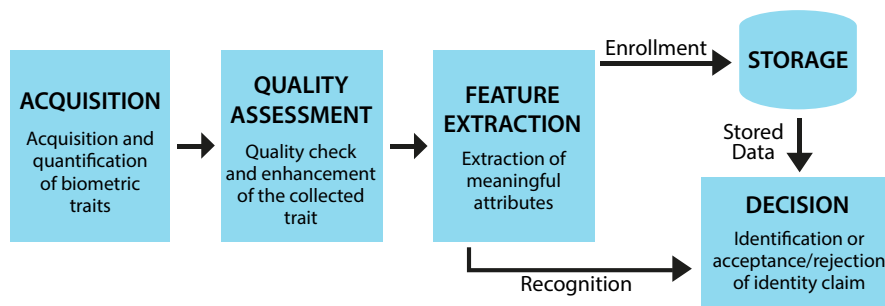 ACQUISITION
Acquisition and
quantification
of biometric
traits
QUALITY
ASSESSMENT
Quality check
and enhancement
of the collected
trait
FEATURE
EXTRACTION
Extraction of
meaningful
attributes
Enrollment
STORAGE
Stored
Data
Recognition
DECISION
Identification or
acceptance/rejection
of identity claim